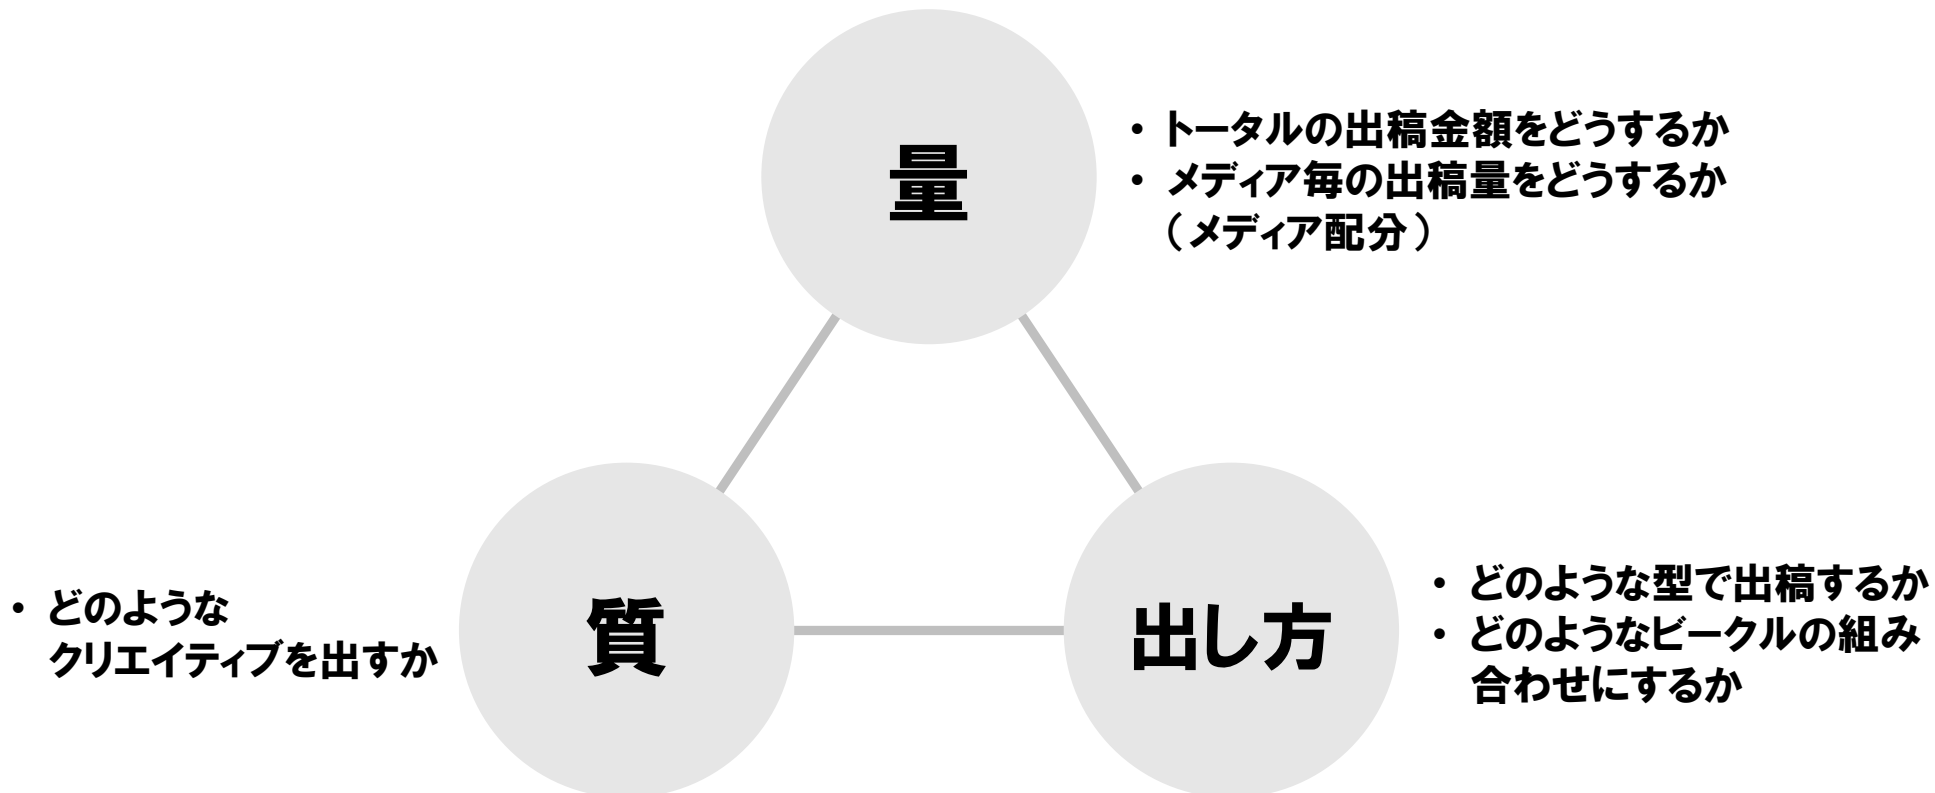 量
・ トータルの出稿金額をどうするか
・ メディア毎の出稿量をどうするか
（メディア配分）
質
・ どのような
クリエイティブを出すか
出し方
・ どのような型で出稿するか
・ どのようなビークルの組み
合わせにするか